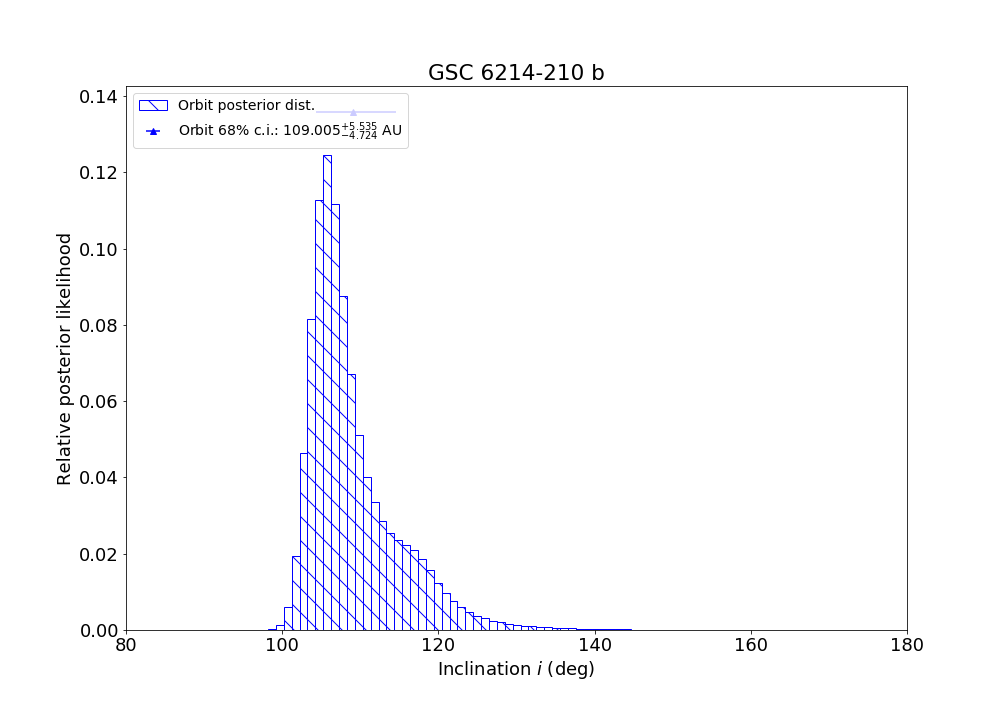 GSC 6214-210 b
Orbit posterior dist.
Orbit 68% c.i.: 109.005+5.535−4.724 AU
Relative posterior likelihood
0.14
0.12
0.10
0.08
0.06
0.04
0.02
0.00
80 100 120 140 160 180
Inclination i (deg)